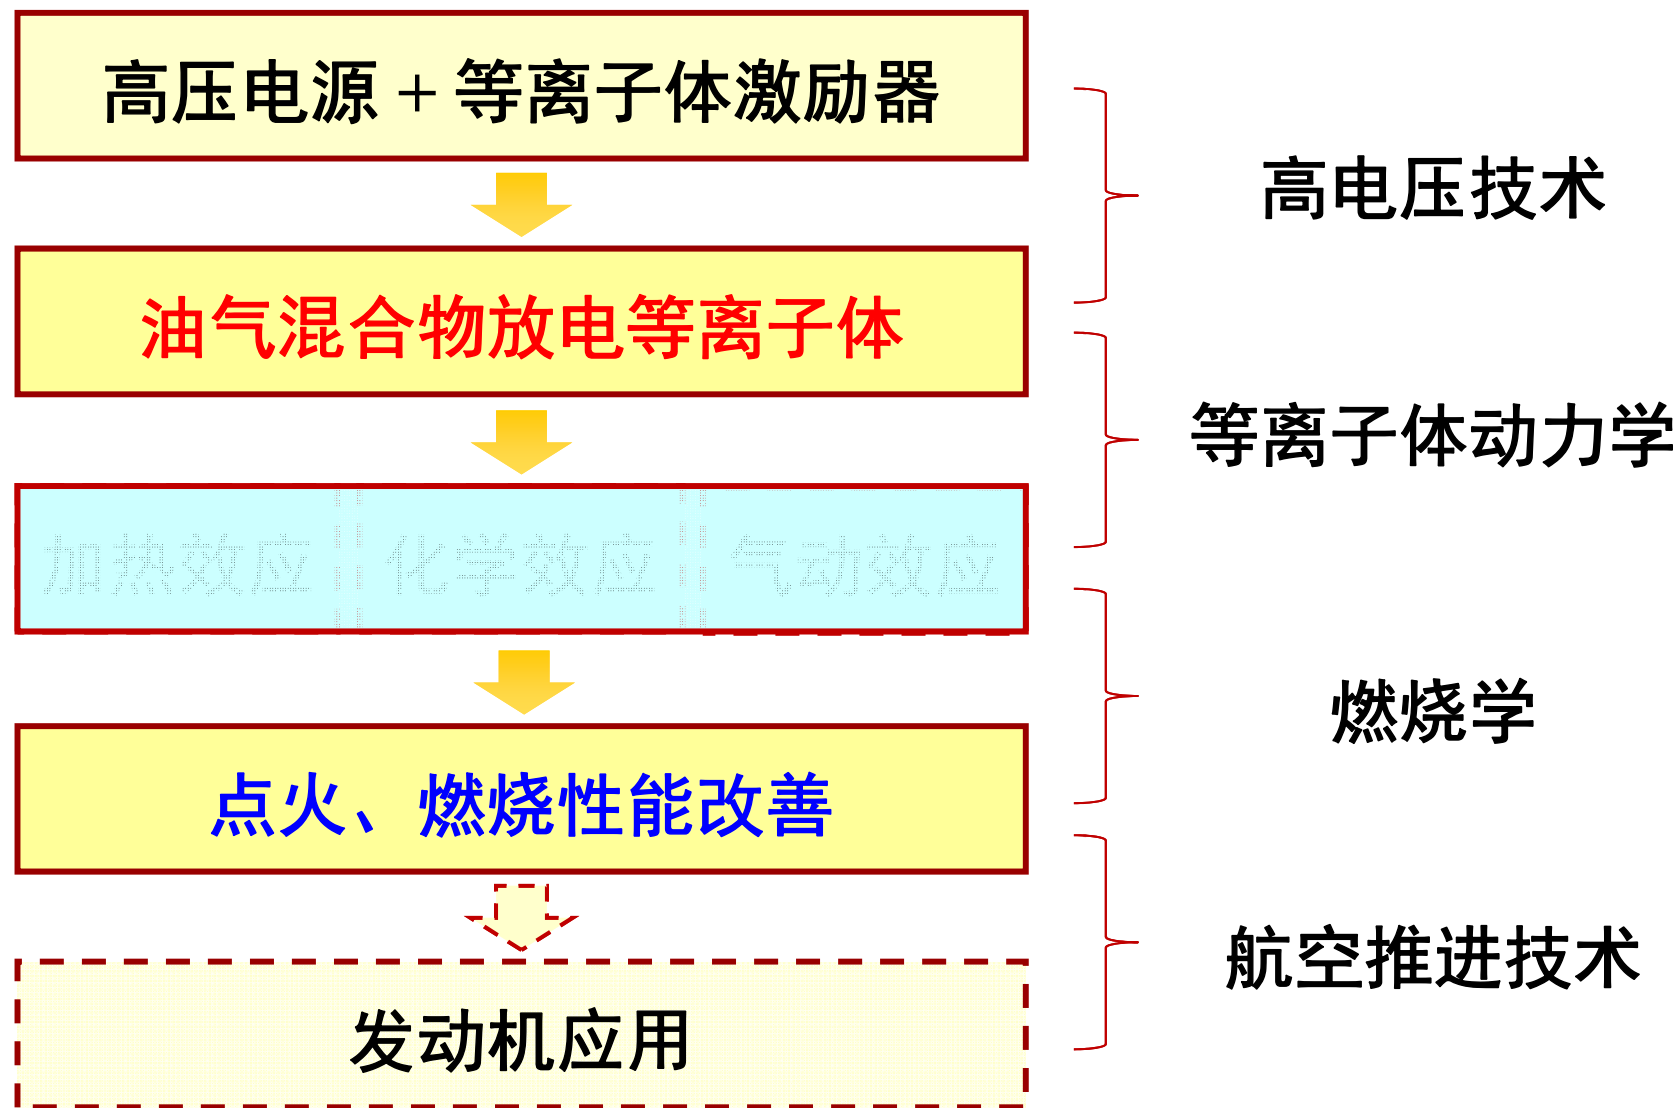 高压电源 + 等离子体激励器
高电压技术
油气混合物放电等离子体
等离子体动力学
加热效应 化学效应 气动效应
燃烧学
点火、燃烧性能改善
航空推进技术
发动机应用